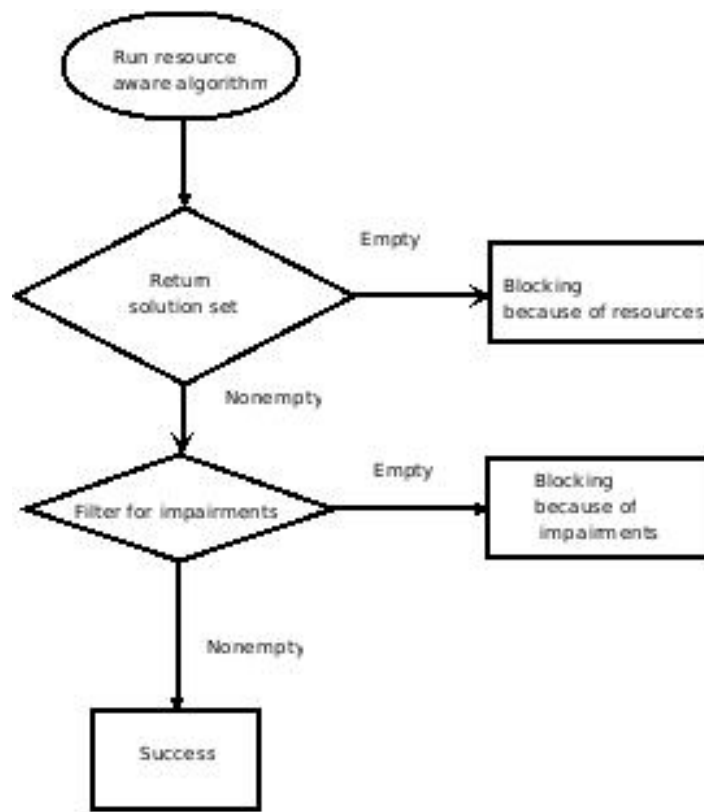 Run resource
aware algorithm
Return
solution set
Empty
Blocking
because of resources
Nonempty
Filter for impairments
Empty
Blocking
because of
impairments
Nonempty
Success